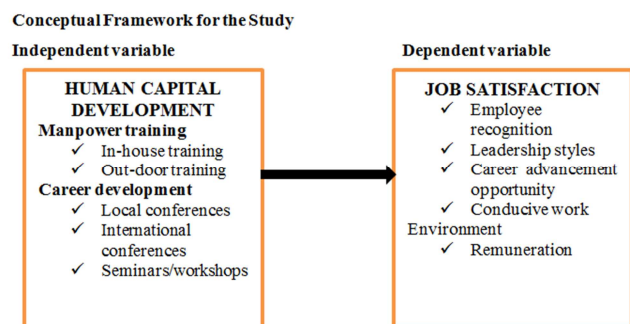 Conceptual Framework for the Study
Independent variable
Dependent variable
HUMAN CAPITAL
DEVELOPMENT
Manpower training
✓ In-house training
✓ Out-door training
Career development
✓ Local conferences
✓ International
conferences
✓ Seminars/workshops
JOB SATISFACTION
✓ Employee
recognition
✓ Leadership styles
✓ Career advancement
opportunity
✓ Conducive work
Environment
✓ Remuneration